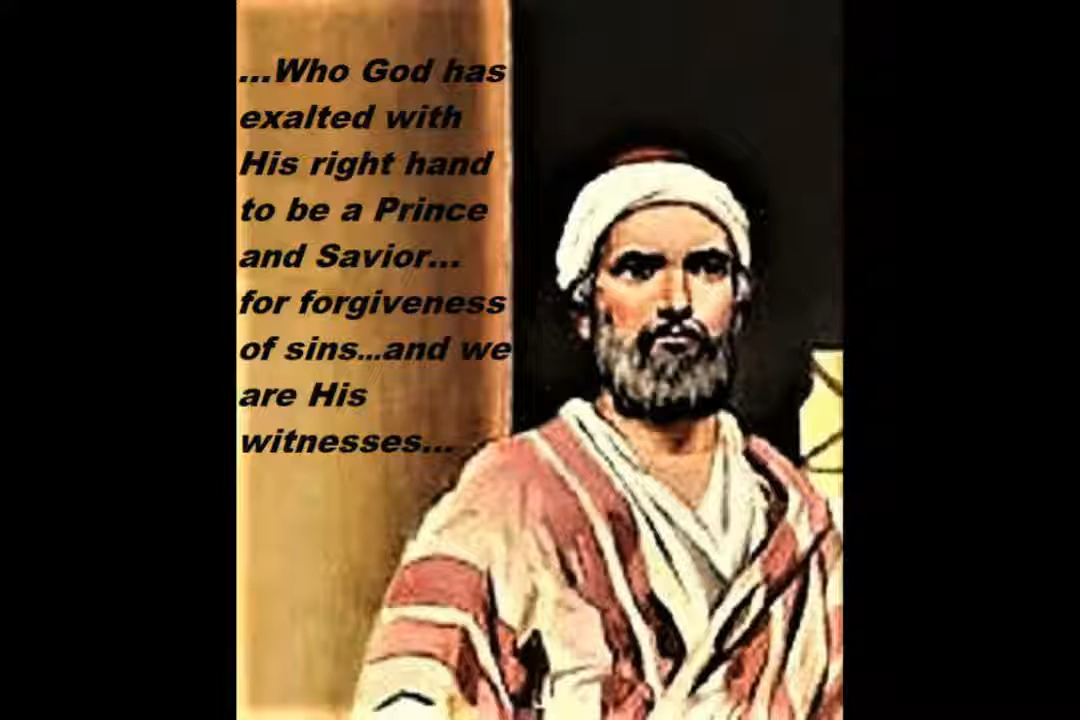 ...Who God has
exalted with
His right hand
to be a Prince
and Savior...
for forgiveness
of sins...and we
are His
witnesses...